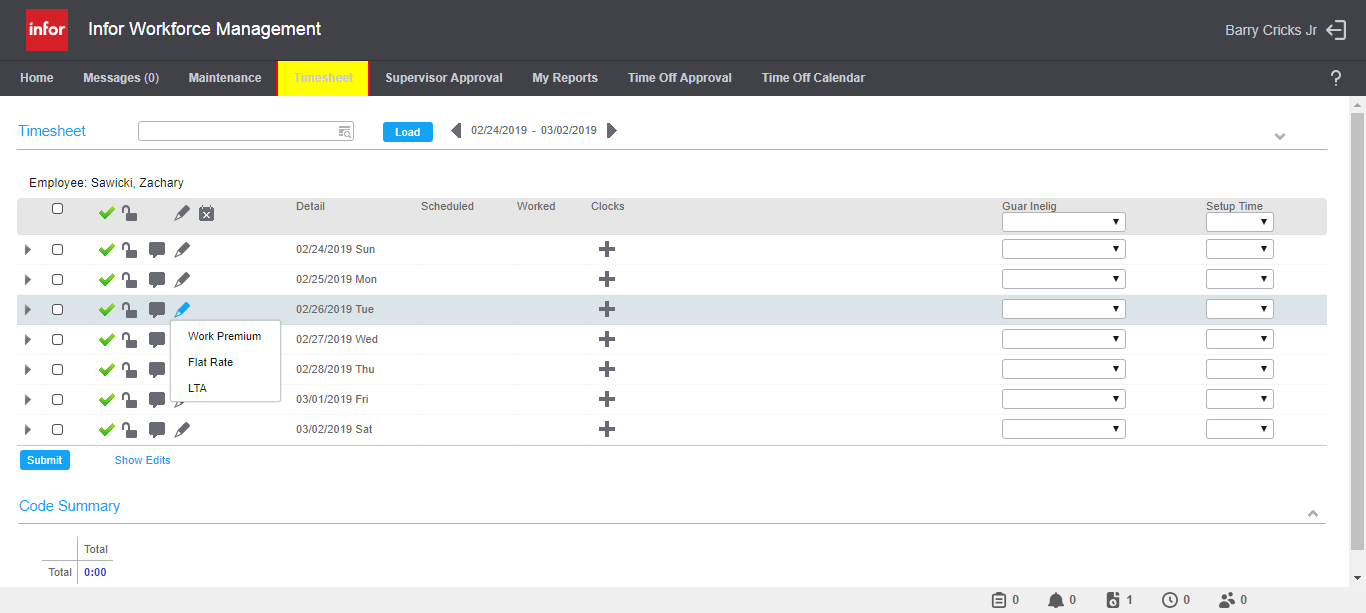 infor Infor Workforce Management Barry Cricks Jr
Home Messages (0) Maintenance Timesheet Supervisor Approval My Reports Time Off Approval Time Off Calendar ?
Timesheet Load 02/24/2019 - 03/02/2019
Employee: Sawicki, Zachary
Detail Scheduled Worked Clocks Guar Inelig Setup Time
02/24/2019 Sun
02/25/2019 Mon
02/26/2019 Tue
Work Premium
02/27/2019 Wed
Flat Rate
02/28/2019 Thu
LTA
03/01/2019 Fri
03/02/2019 Sat
Submit Show Edits
Code Summary
Total
Total 0:00
0 0 1 0 0